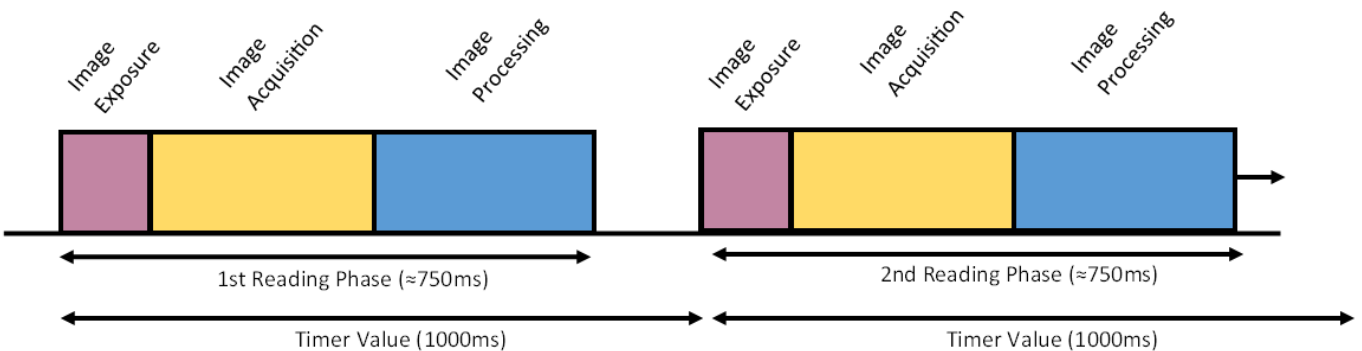 Image
Exposure
Image
Acquisition
Image
Processing
Image
Exposure
Image
Acquisition
Image
Processing
1st Reading Phase (≈750ms)
2nd Reading Phase (≈750ms)
Timer Value (1000ms)
Timer Value (1000ms)